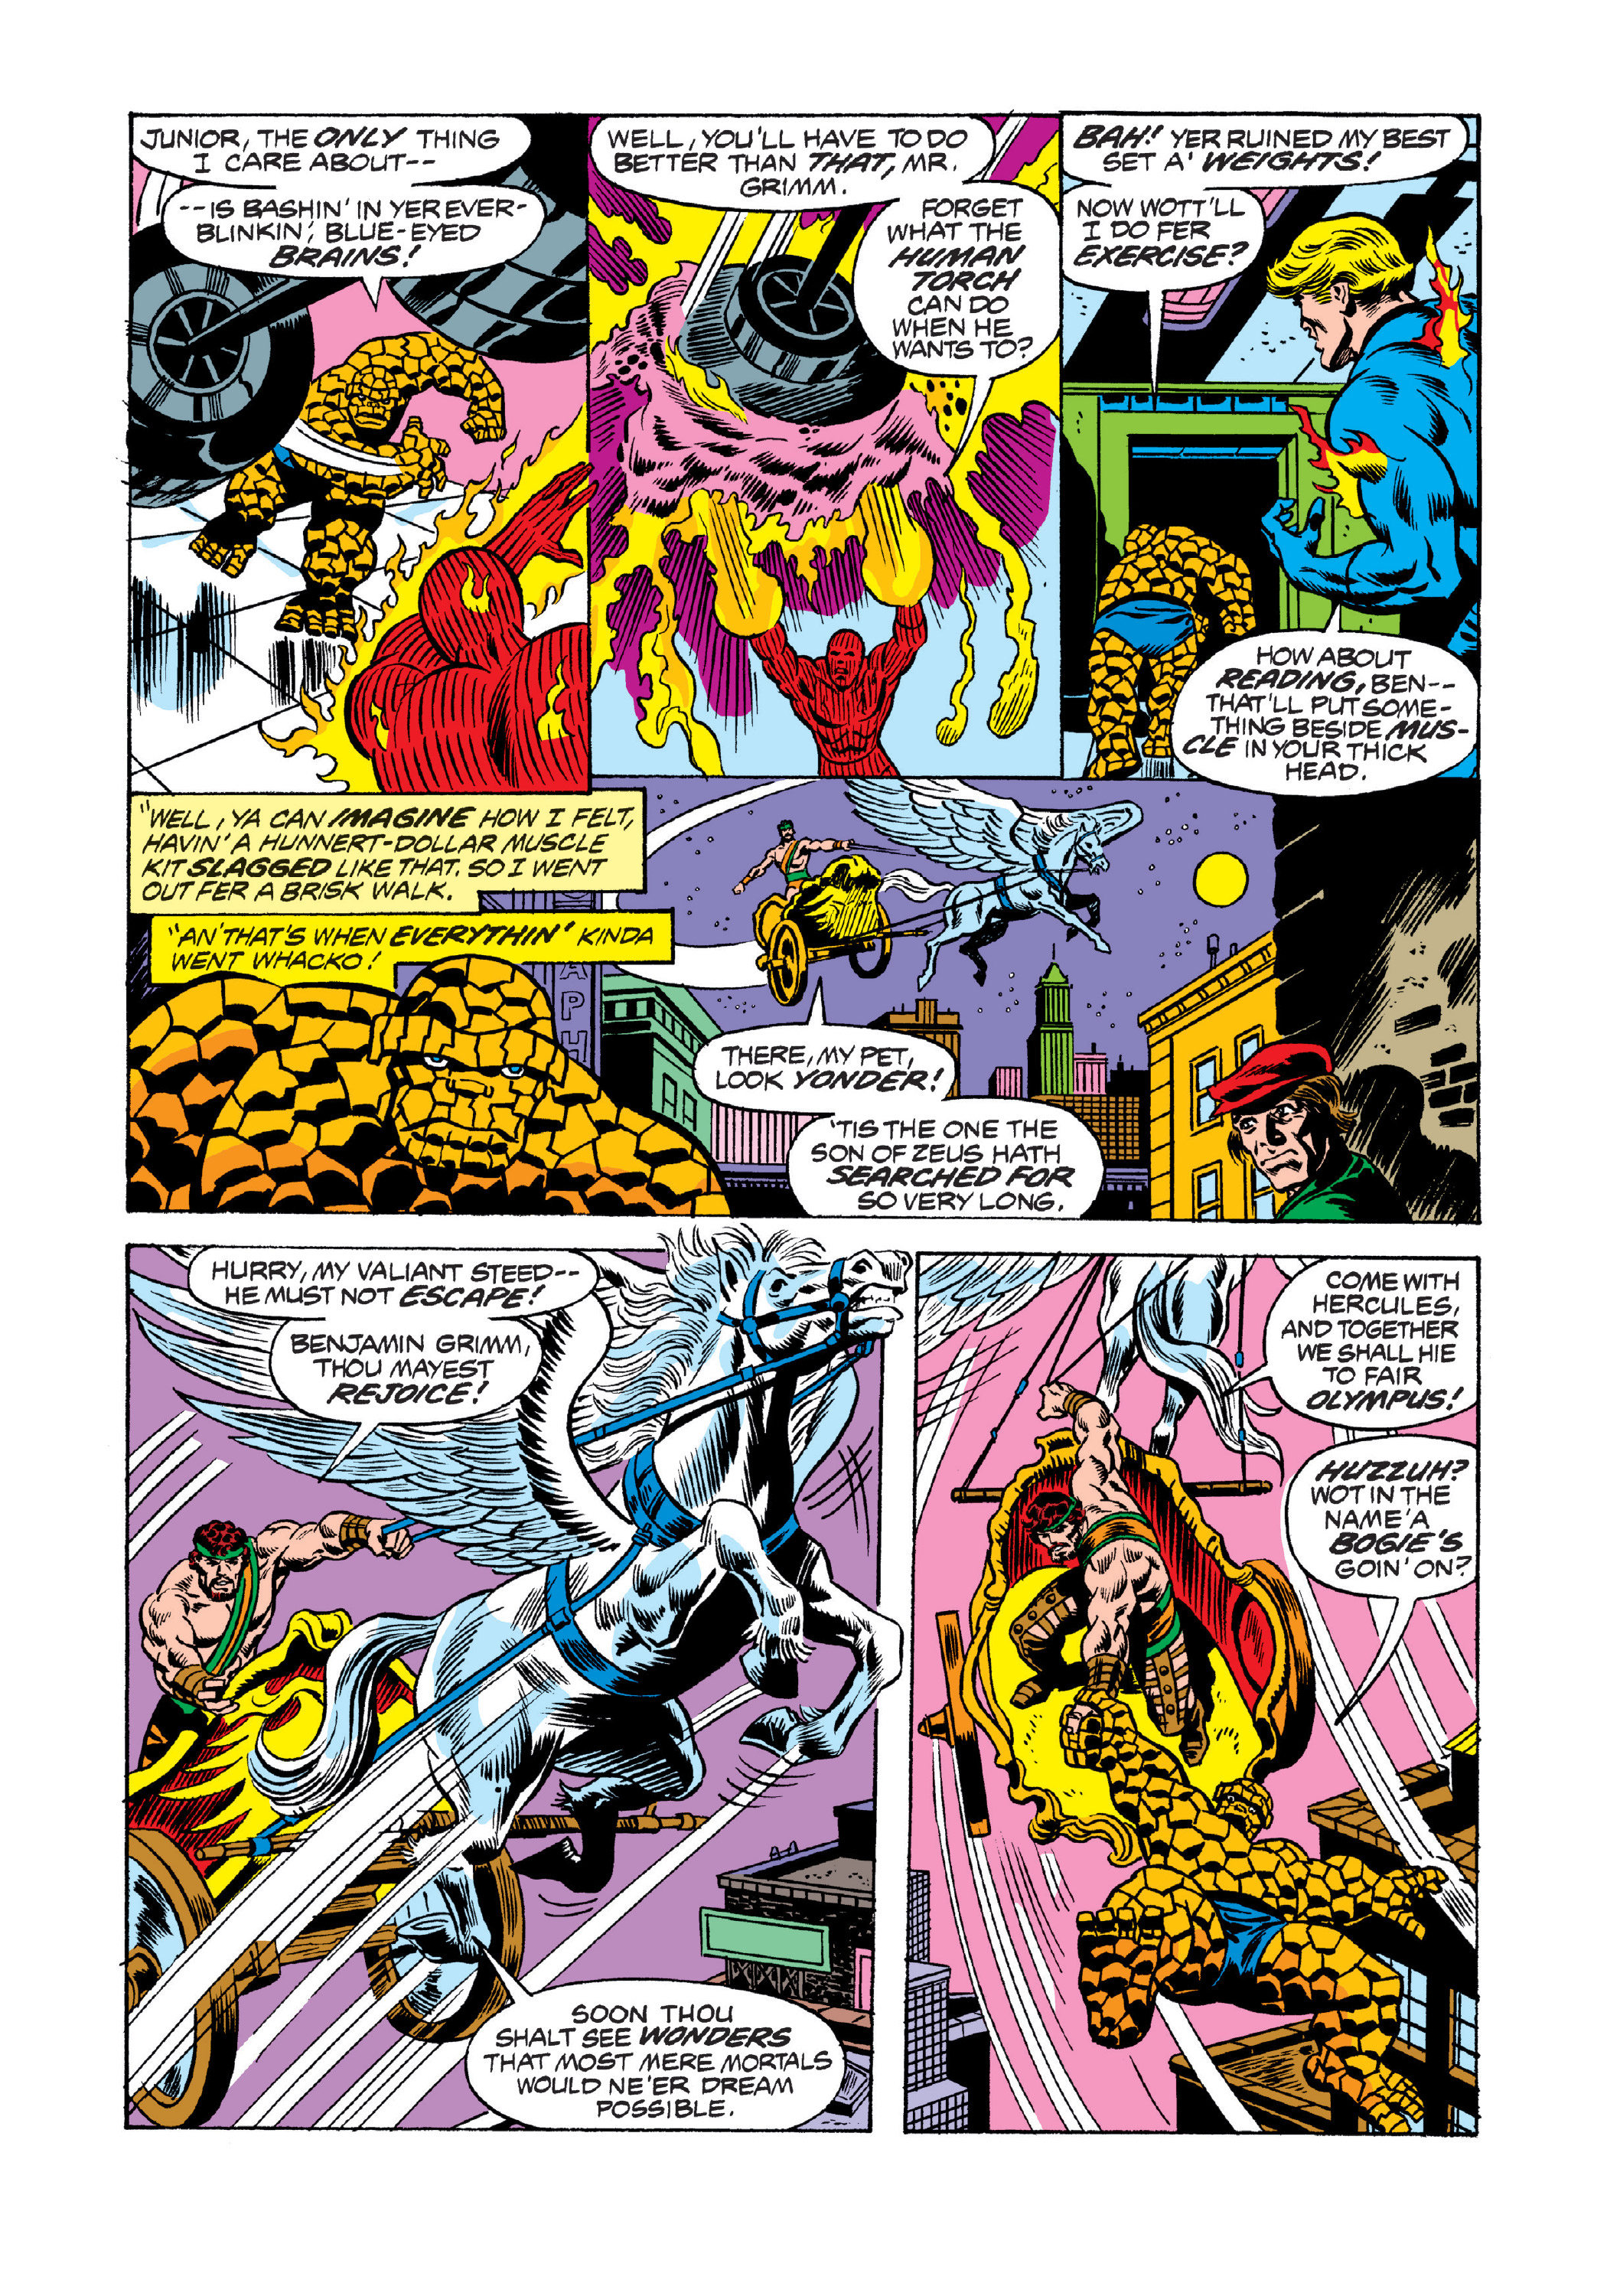 JUNIOR, THE ONLY THING
I CARE ABOUT--
--IS BASHIN' IN YER EVER-
BLINKIN', BLUE-EYED
BRAINS!
WELL, YOU'LL HAVE TO DO
BETTER THAN THAT, MR.
GRIMM.
FORGET
WHAT THE
HUMAN
TORCH
CAN DO
WHEN HE
WANTS TO?
BAH! YER RUINED MY BEST
SET A' WEIGHTS!
NOW WOTT'LL
I DO FER
EXERCISE?
HOW ABOUT
READING, BEN--
THAT'LL PUT SOME-
THING BESIDE MUS-
CLE IN YOUR THICK
HEAD.
"WELL, YA CAN IMAGINE HOW I FELT,
HAVIN' A HUNNERT-DOLLAR MUSCLE
KIT SLAGGED LIKE THAT. SO I WENT
OUT FER A BRISK WALK.
"AN' THAT'S WHEN EVERYTHIN' KINDA
WENT WHACKO!
APH
THERE, MY PET,
LOOK YONDER!
'TIS THE ONE THE
SON OF ZEUS HATH
SEARCHED FOR
SO VERY LONG.
HURRY, MY VALIANT STEED--
HE MUST NOT ESCAPE!
BENJAMIN GRIMM,
THOU MAYEST
REJOICE!
SOON THOU
SHALT SEE WONDERS
THAT MOST MERE MORTALS
WOULD NE'ER DREAM
POSSIBLE.
COME WITH
HERCULES,
AND TOGETHER
WE SHALL HIE
TO FAIR
OLYMPUS!
HUZZUH?
WOT IN THE
NAME'A
BOGIE'S
GOIN' ON?